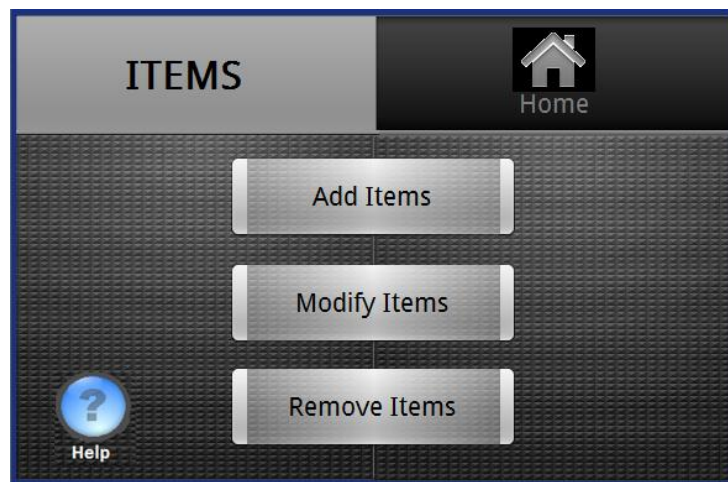 ITEMS
Home
Add Items
Modify Items
Remove Items
?
Help